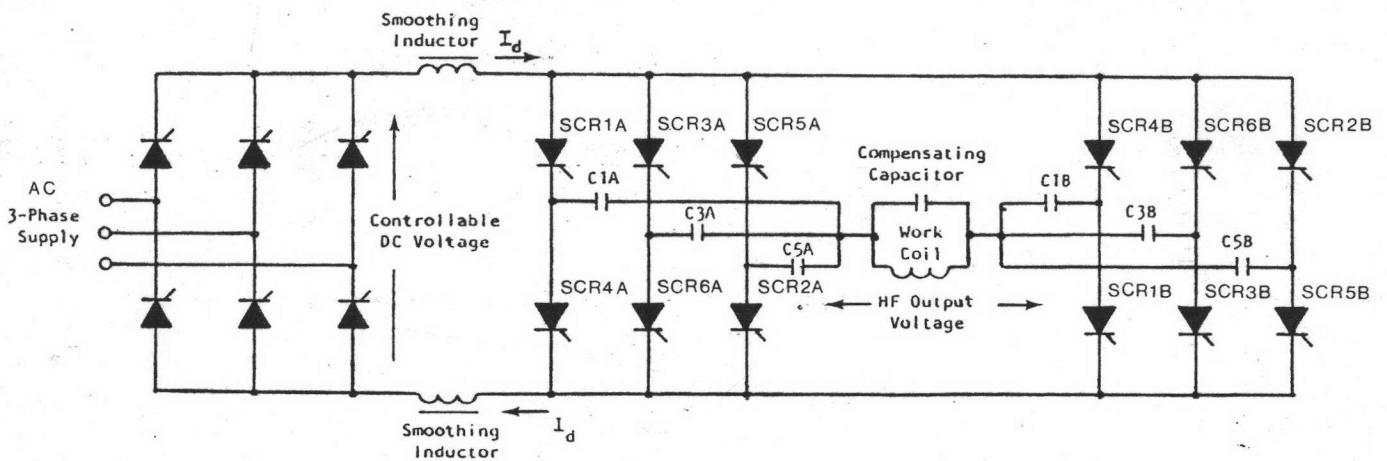 Smoothing
Inductor
I_d
SCR1A
SCR3A
SCR5A
SCR4B
SCR6B
SCR2B
Compensating
Capacitor
C1A
C1B
AC
3-Phase
Supply
Controllable
DC Voltage
C3A
Work
Coil
C3B
C5A
C5B
SCR4A
SCR6A
SCR2A
HF Output
Voltage
SCR1B
SCR3B
SCR5B
I_d
Smoothing
Inductor